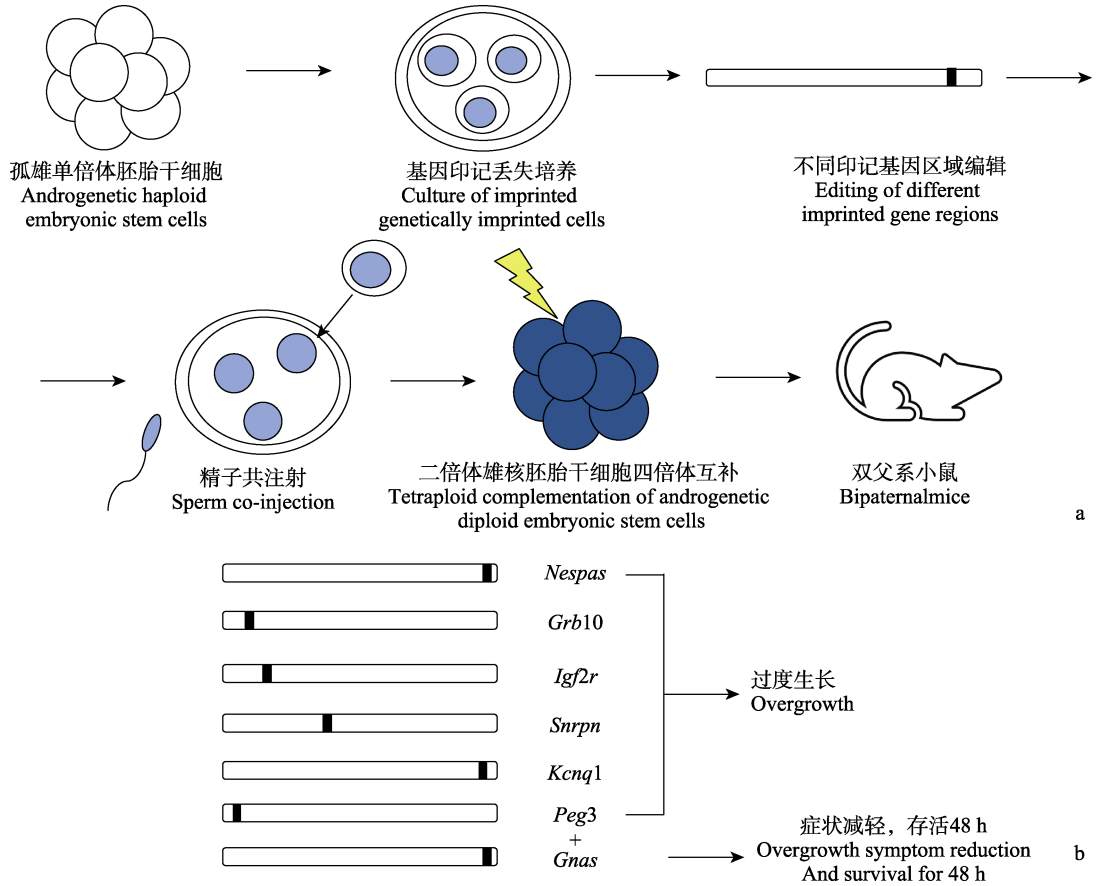 孤雄单倍体胚胎干细胞
Androgenetic haploid
embryonic stem cells
基因印记丢失培养
Culture of imprinted
genetically imprinted cells
不同印记基因区域编辑
Editing of different
imprinted gene regions
精子共注射
Sperm co-injection
二倍体雄核胚胎干细胞四倍体互补
Tetraploid complementation of androgenetic
diploid embryonic stem cells
双父系小鼠
Bipaternalmice
a
Nespas
Grb10
Igf2r
Snrpn
Kcnq1
Peg3
+
Gnas
过度生长
Overgrowth
症状减轻，存活48 h
Overgrowth symptom reduction
And survival for 48 h
b